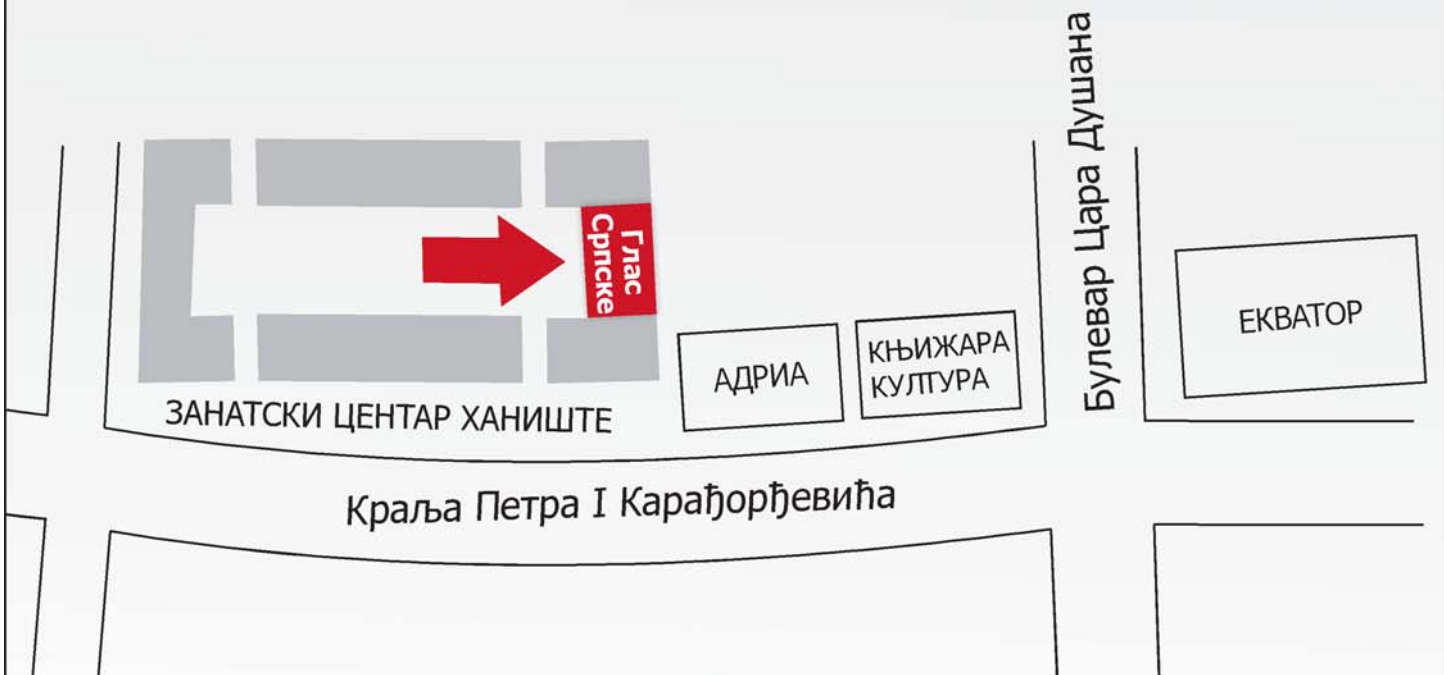 Булевар Цара Душана
Глас
Српске
ЕКВАТОР
КЊИЖАРА
КУЛТУРА
АДРИА
ЗАНАТСКИ ЦЕНТАР ХАНИШТЕ
Краља Петра I Карађорђевића